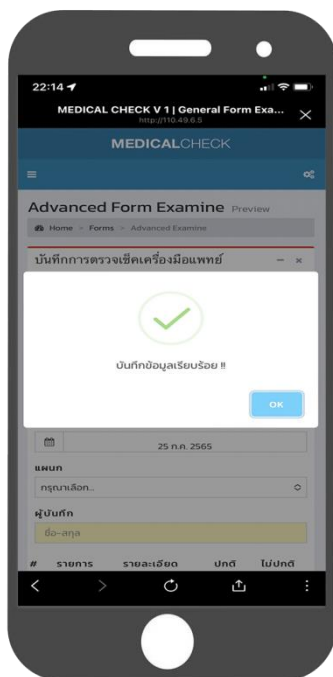 22:14
MEDICAL CHECK V 1 | General Form Exa...
http://110.49.6.5
MEDICALCHECK
Advanced Form Examine Preview
Home > Forms > Advanced Examine
บันทึกการตรวจเช็คเครื่องมือแพทย์
บันทึกข้อมูลเรียบร้อย !!
OK
25 ก.ค. 2565
แผนก
กรุณาเลือก..
ผู้บันทึก
ชื่อ-สกุล
# รายการ รายละเอียด ปกติ ไม่ปกติ